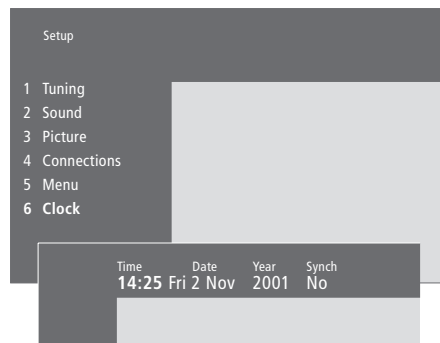 Setup
1 Tuning
2 Sound
3 Picture
4 Connections
5 Menu
6 Clock
Time Date Year Synch
14:25 Fri 2 Nov 2001 No